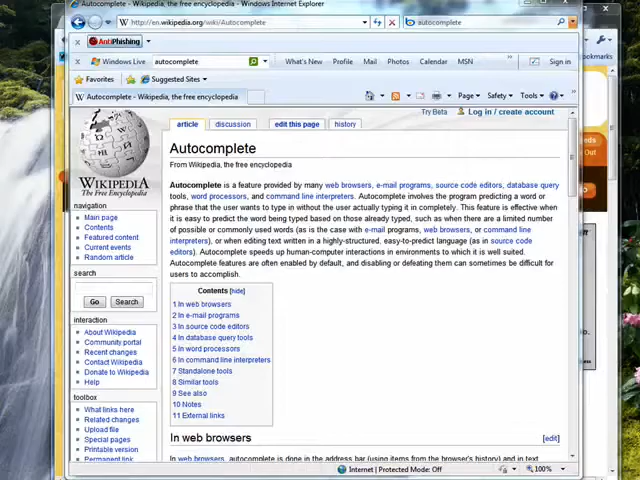 Autocomplete - Wikipedia, the free encyclopedia - Windows Internet Explorer
http://en.wikipedia.org/wiki/Autocomplete
autocomplete
x AntiPhishing
x Windows Live autocomplete What's New Profile Mail Photos Calendar MSN » Sign in
Favorites Suggested Sites
Autocomplete - Wikipedia, the free encyclopedia
Page Safety Tools
okmarks
Try Beta Log in / create account
article discussion edit this page history
WIKIPEDIA
The Free Encyclopedia
navigation
Main page
Contents
Featured content
Current events
Random article
search
Go Search
interaction
About Wikipedia
Community portal
Recent changes
Contact Wikipedia
Donate to Wikipedia
Help
toolbox
What links here
Related changes
Upload file
Special pages
Printable version
Permanent link
Autocomplete
From Wikipedia, the free encyclopedia
Autocomplete is a feature provided by many web browsers, e-mail programs, source code editors, database query
tools, word processors, and command line interpreters. Autocomplete involves the program predicting a word or
phrase that the user wants to type in without the user actually typing it in completely. This feature is effective when
it is easy to predict the word being typed based on those already typed, such as when there are a limited number
of possible or commonly used words (as is the case with e-mail programs, web browsers, or command line
interpreters), or when editing text written in a highly-structured, easy-to-predict language (as in source code
editors). Autocomplete speeds up human-computer interactions in environments to which it is well suited.
Autocomplete features are often enabled by default, and disabling or defeating them can sometimes be difficult for
users to accomplish.
Contents [hide]
1 In web browsers
2 In e-mail programs
3 In source code editors
4 In database query tools
5 In word processors
6 In command line interpreters
7 Standalone tools
8 Similar tools
9 See also
10 Notes
11 External links
In web browsers [edit]
In web browsers, autocomplete is done in the address bar (using items from the browser's history) and in text
eds
Out
Internet | Protected Mode: Off
100%